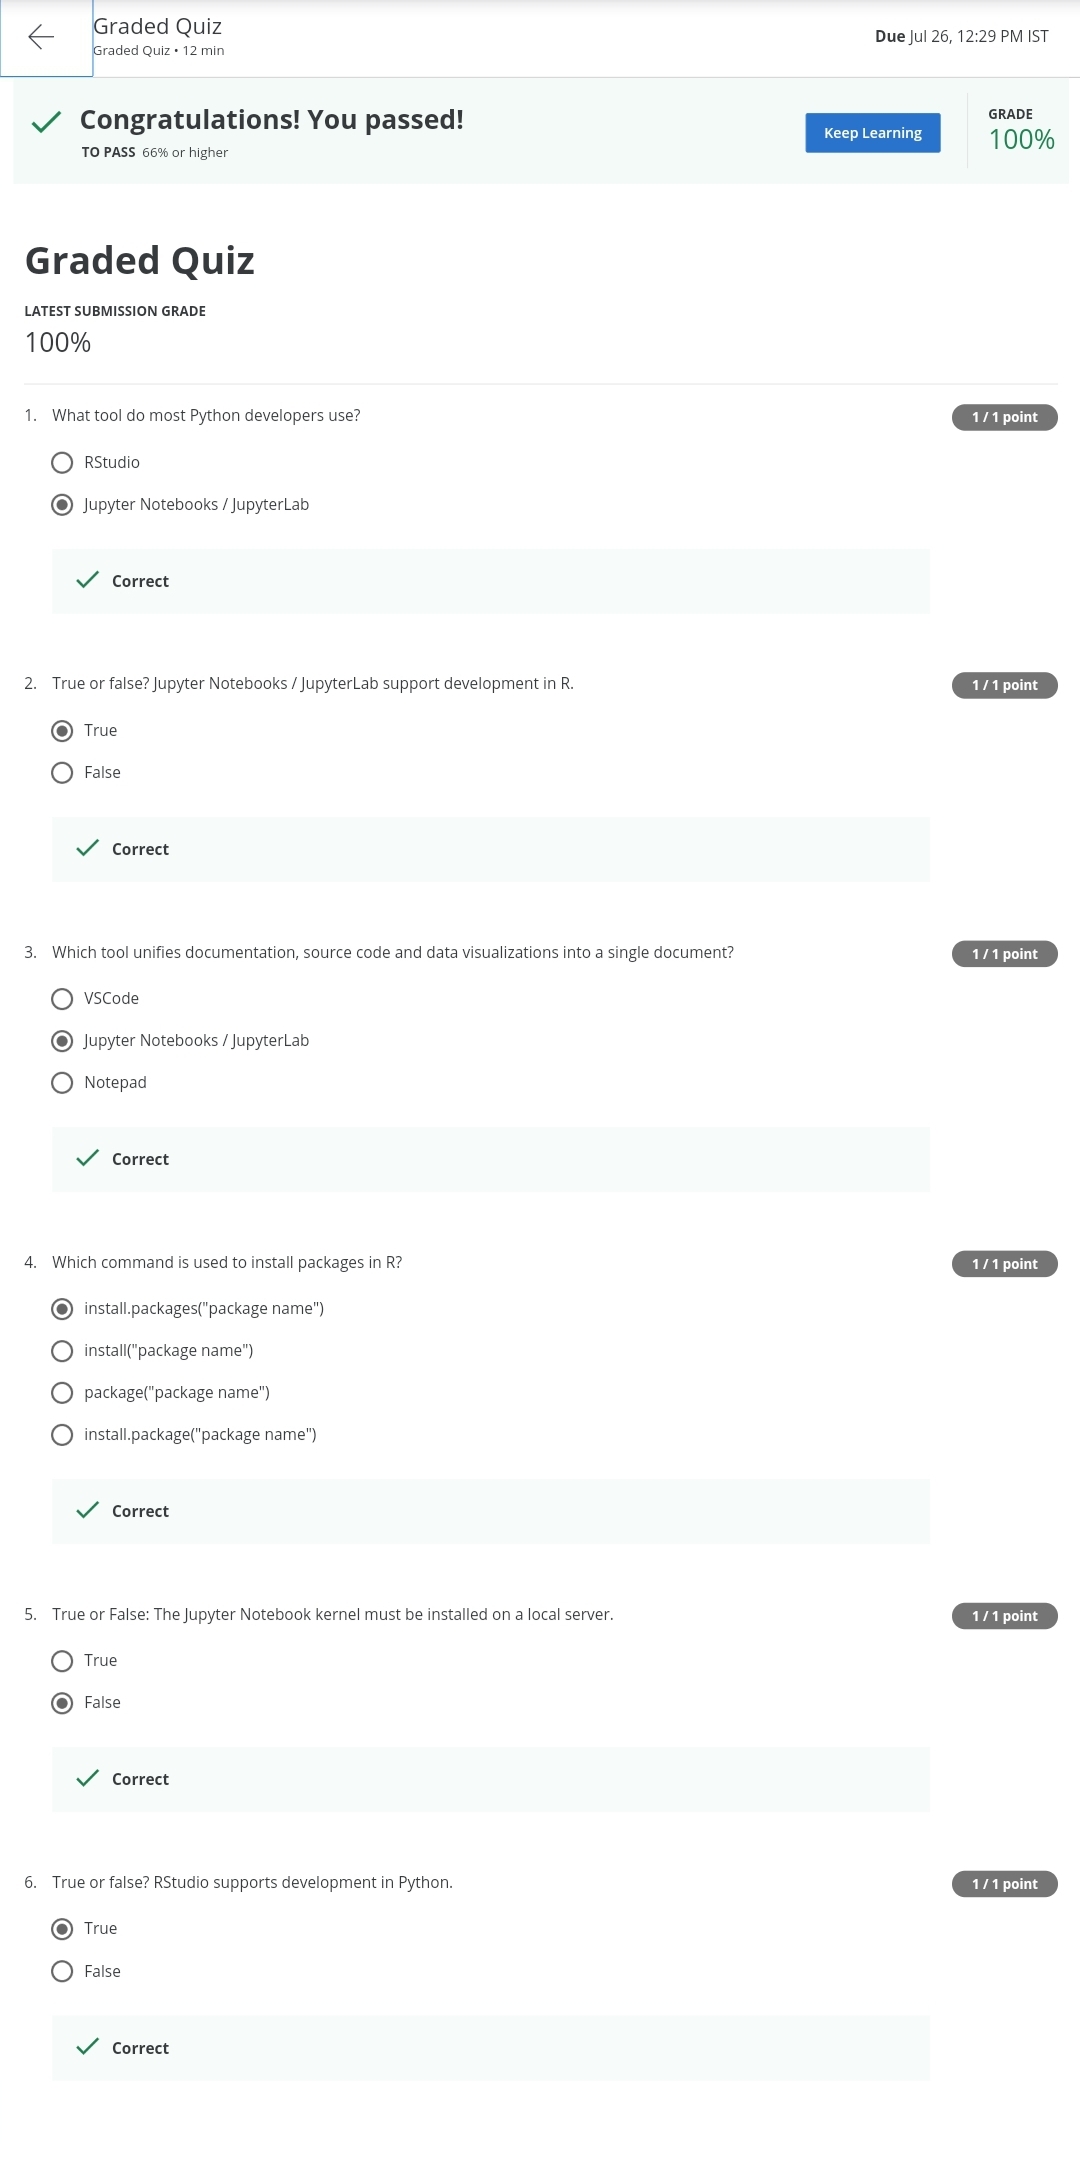 Graded Quiz
Graded Quiz • 12 min
Due Jul 26, 12:29 PM IST
Congratulations! You passed!
TO PASS 66% or higher
Keep Learning
GRADE
100%
Graded Quiz
LATEST SUBMISSION GRADE
100%
1. What tool do most Python developers use?
1 / 1 point
RStudio
Jupyter Notebooks / JupyterLab
Correct
2. True or false? Jupyter Notebooks / JupyterLab support development in R.
1 / 1 point
True
False
Correct
3. Which tool unifies documentation, source code and data visualizations into a single document?
1 / 1 point
VSCode
Jupyter Notebooks / JupyterLab
Notepad
Correct
4. Which command is used to install packages in R?
1 / 1 point
install.packages("package name")
install("package name")
package("package name")
install.package("package name")
Correct
5. True or False: The Jupyter Notebook kernel must be installed on a local server.
1 / 1 point
True
False
Correct
6. True or false? RStudio supports development in Python.
1 / 1 point
True
False
Correct